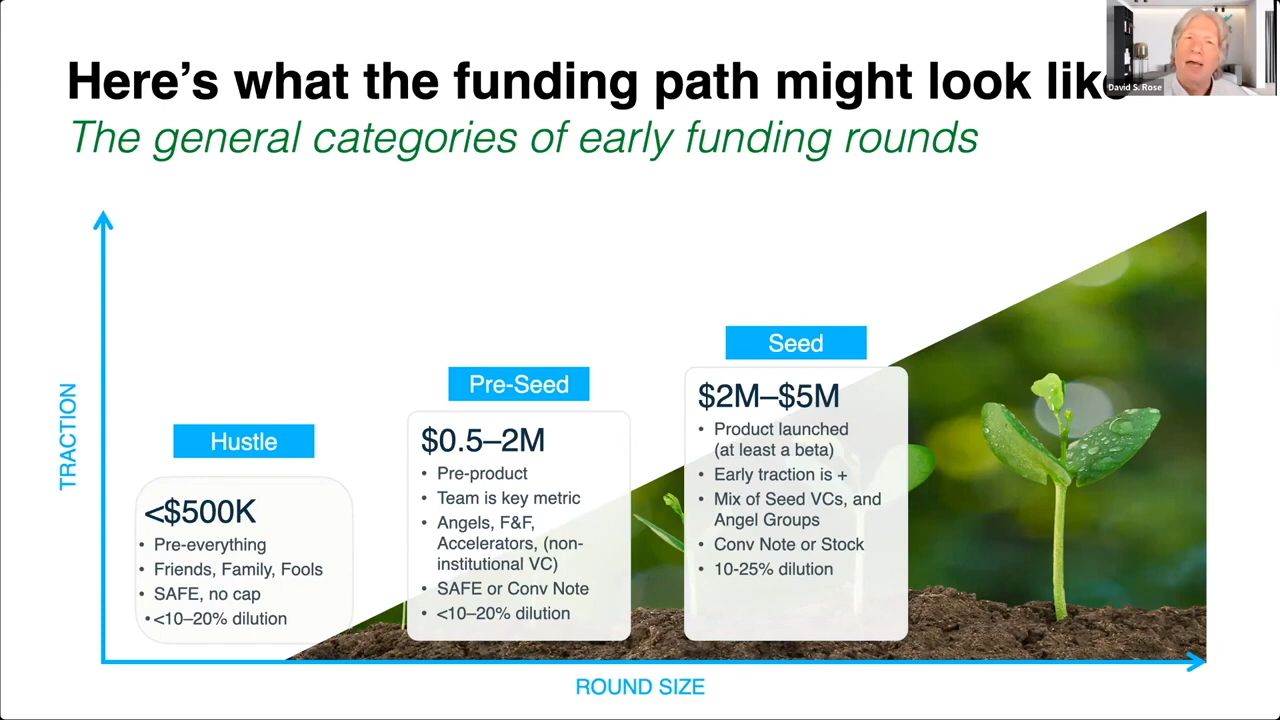 Here's what the funding path might look like
David S. Rose
The general categories of early funding rounds
TRACTION
Hustle
<$500K
• Pre-everything
• Friends, Family, Fools
• SAFE, no cap
• <10–20% dilution
Pre-Seed
$0.5–2M
• Pre-product
• Team is key metric
• Angels, F&F,
Accelerators, (non-
institutional VC)
• SAFE or Conv Note
• <10–20% dilution
Seed
$2M–$5M
• Product launched
(at least a beta)
• Early traction is +
• Mix of Seed VCs, and
Angel Groups
• Conv Note or Stock
• 10-25% dilution
ROUND SIZE